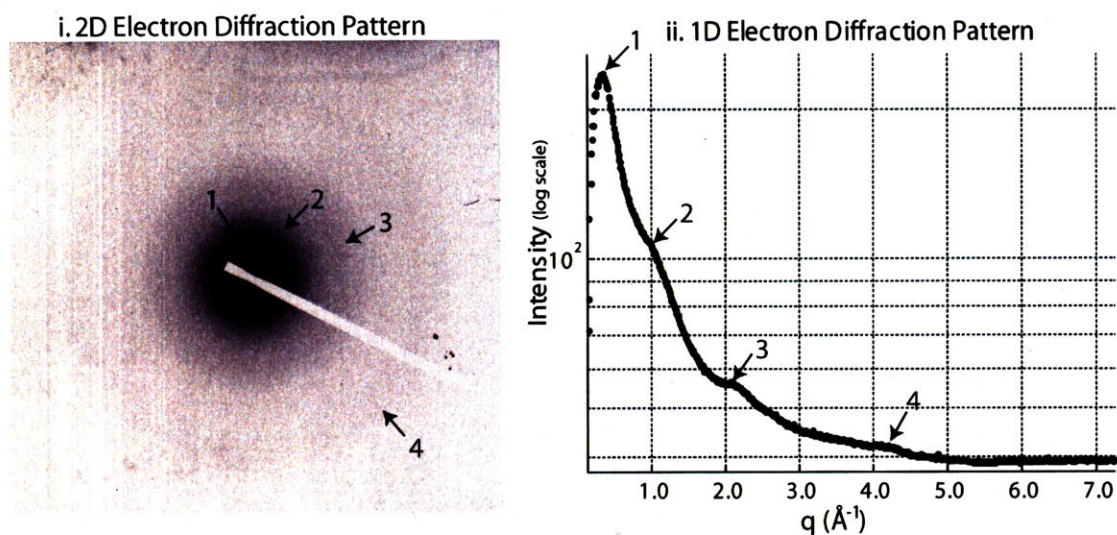 i. 2D Electron Diffraction Pattern
1
2
3
4
ii. 1D Electron Diffraction Pattern
1
2
3
4
Intensity (log scale)
10²
1.0 2.0 3.0 4.0 5.0 6.0 7.0
q (Å⁻¹)